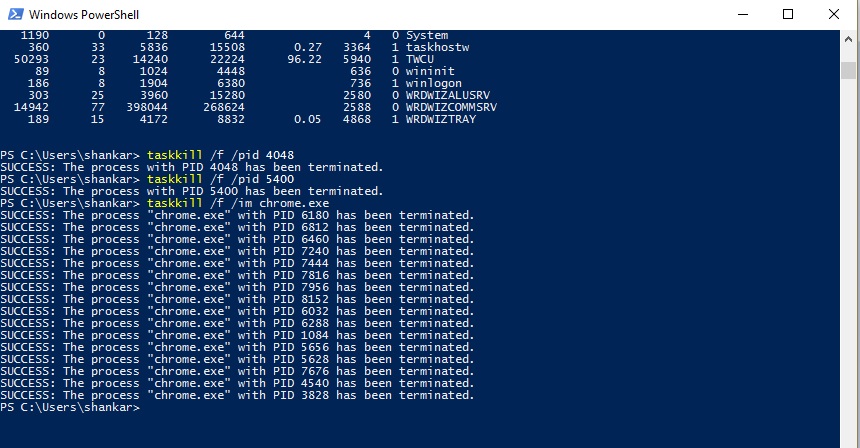 Windows PowerShell
1190 0 128 644 4 0 System
360 33 5836 15508 0.27 3364 1 taskhostw
50293 23 14240 22224 96.22 5940 1 TWCU
89 8 1024 4448 636 0 wininit
186 8 1904 6380 736 1 winlogon
303 25 3960 15280 2580 0 WRDWIZALUSRV
14942 77 398044 268624 2588 0 WRDWIZCOMMSRV
189 15 4172 8832 0.05 4868 1 WRDWIZTRAY
PS C:\Users\shankar> taskkill /f /pid 4048
SUCCESS: The process with PID 4048 has been terminated.
PS C:\Users\shankar> taskkill /f /pid 5400
SUCCESS: The process with PID 5400 has been terminated.
PS C:\Users\shankar> taskkill /f /im chrome.exe
SUCCESS: The process "chrome.exe" with PID 6180 has been terminated.
SUCCESS: The process "chrome.exe" with PID 6812 has been terminated.
SUCCESS: The process "chrome.exe" with PID 6460 has been terminated.
SUCCESS: The process "chrome.exe" with PID 7240 has been terminated.
SUCCESS: The process "chrome.exe" with PID 7444 has been terminated.
SUCCESS: The process "chrome.exe" with PID 7816 has been terminated.
SUCCESS: The process "chrome.exe" with PID 7956 has been terminated.
SUCCESS: The process "chrome.exe" with PID 8152 has been terminated.
SUCCESS: The process "chrome.exe" with PID 6032 has been terminated.
SUCCESS: The process "chrome.exe" with PID 6288 has been terminated.
SUCCESS: The process "chrome.exe" with PID 1084 has been terminated.
SUCCESS: The process "chrome.exe" with PID 5656 has been terminated.
SUCCESS: The process "chrome.exe" with PID 5628 has been terminated.
SUCCESS: The process "chrome.exe" with PID 7676 has been terminated.
SUCCESS: The process "chrome.exe" with PID 4540 has been terminated.
SUCCESS: The process "chrome.exe" with PID 3828 has been terminated.
PS C:\Users\shankar>